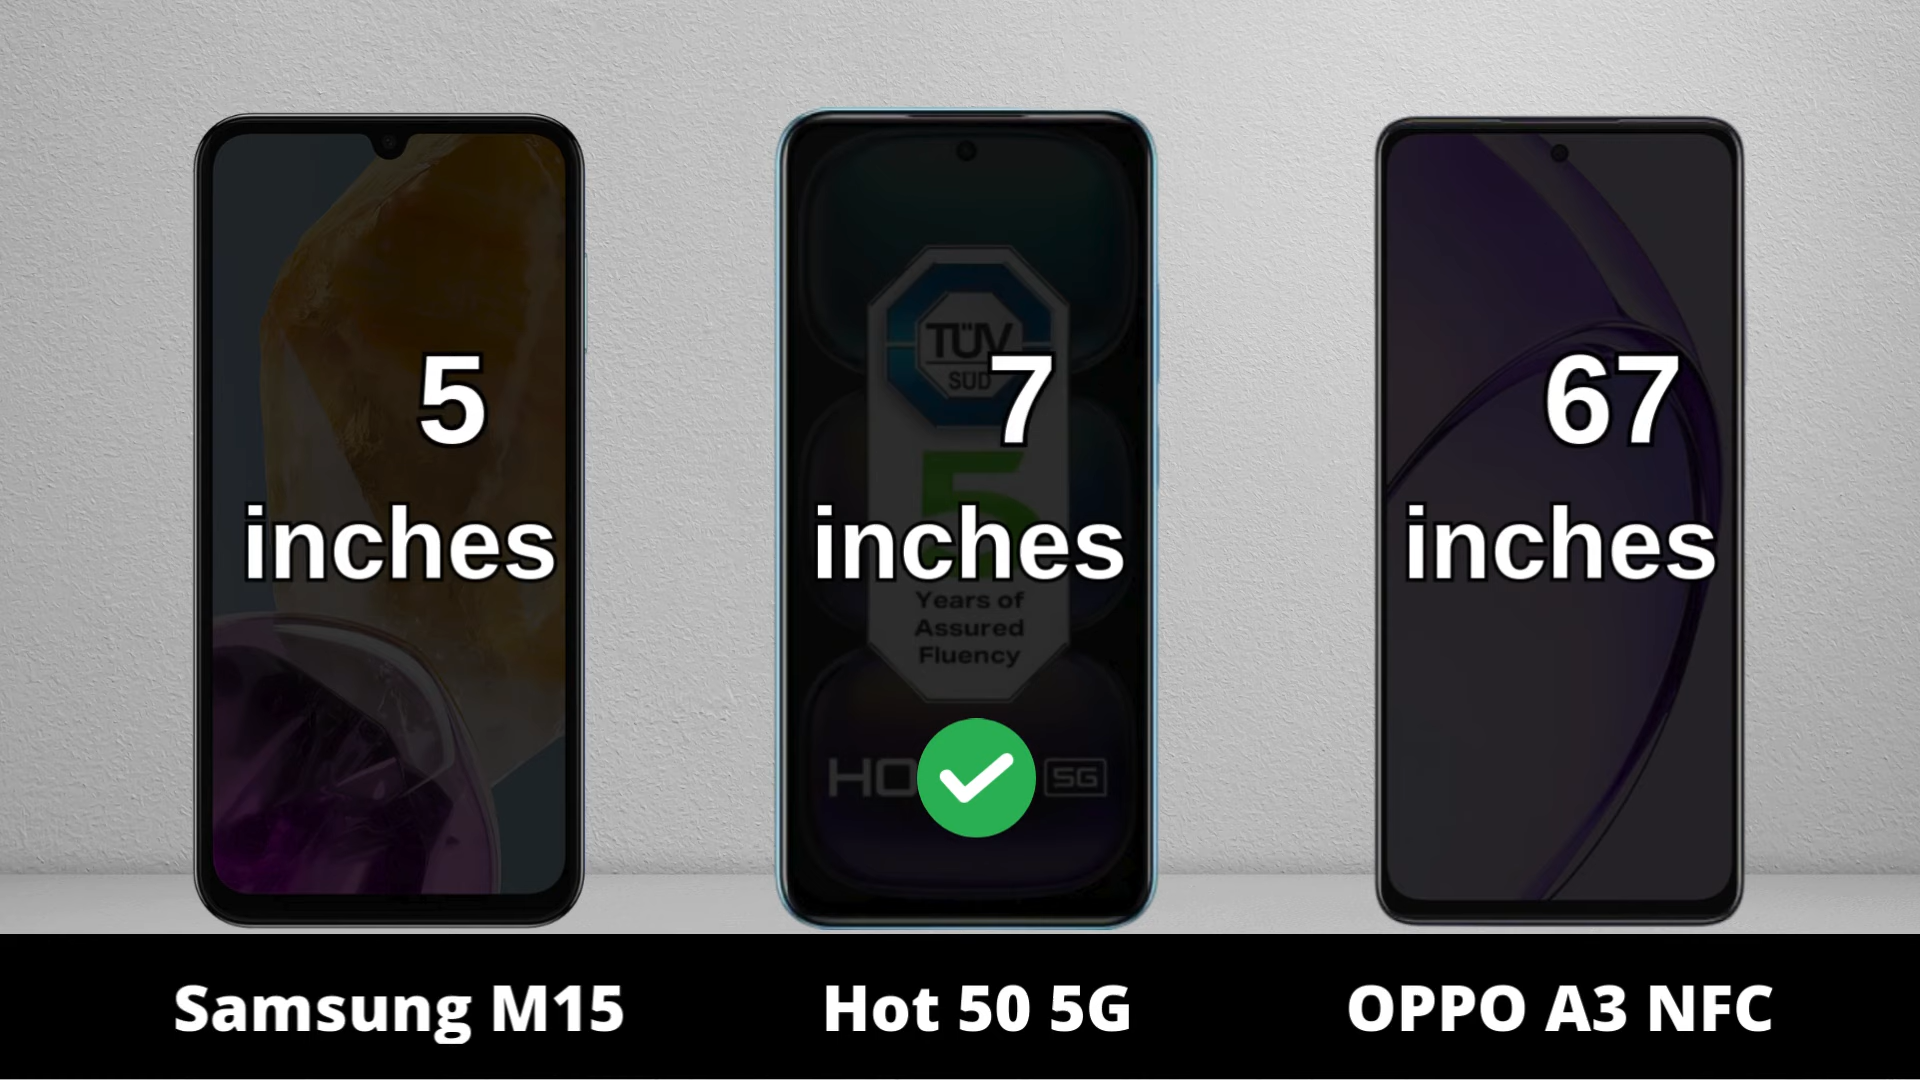 5
inches
Samsung M15
TÜV
SÜD
7
5
inches
Years of
Assured
Fluency
HO 5G
Hot 50 5G
67
inches
OPPO A3 NFC